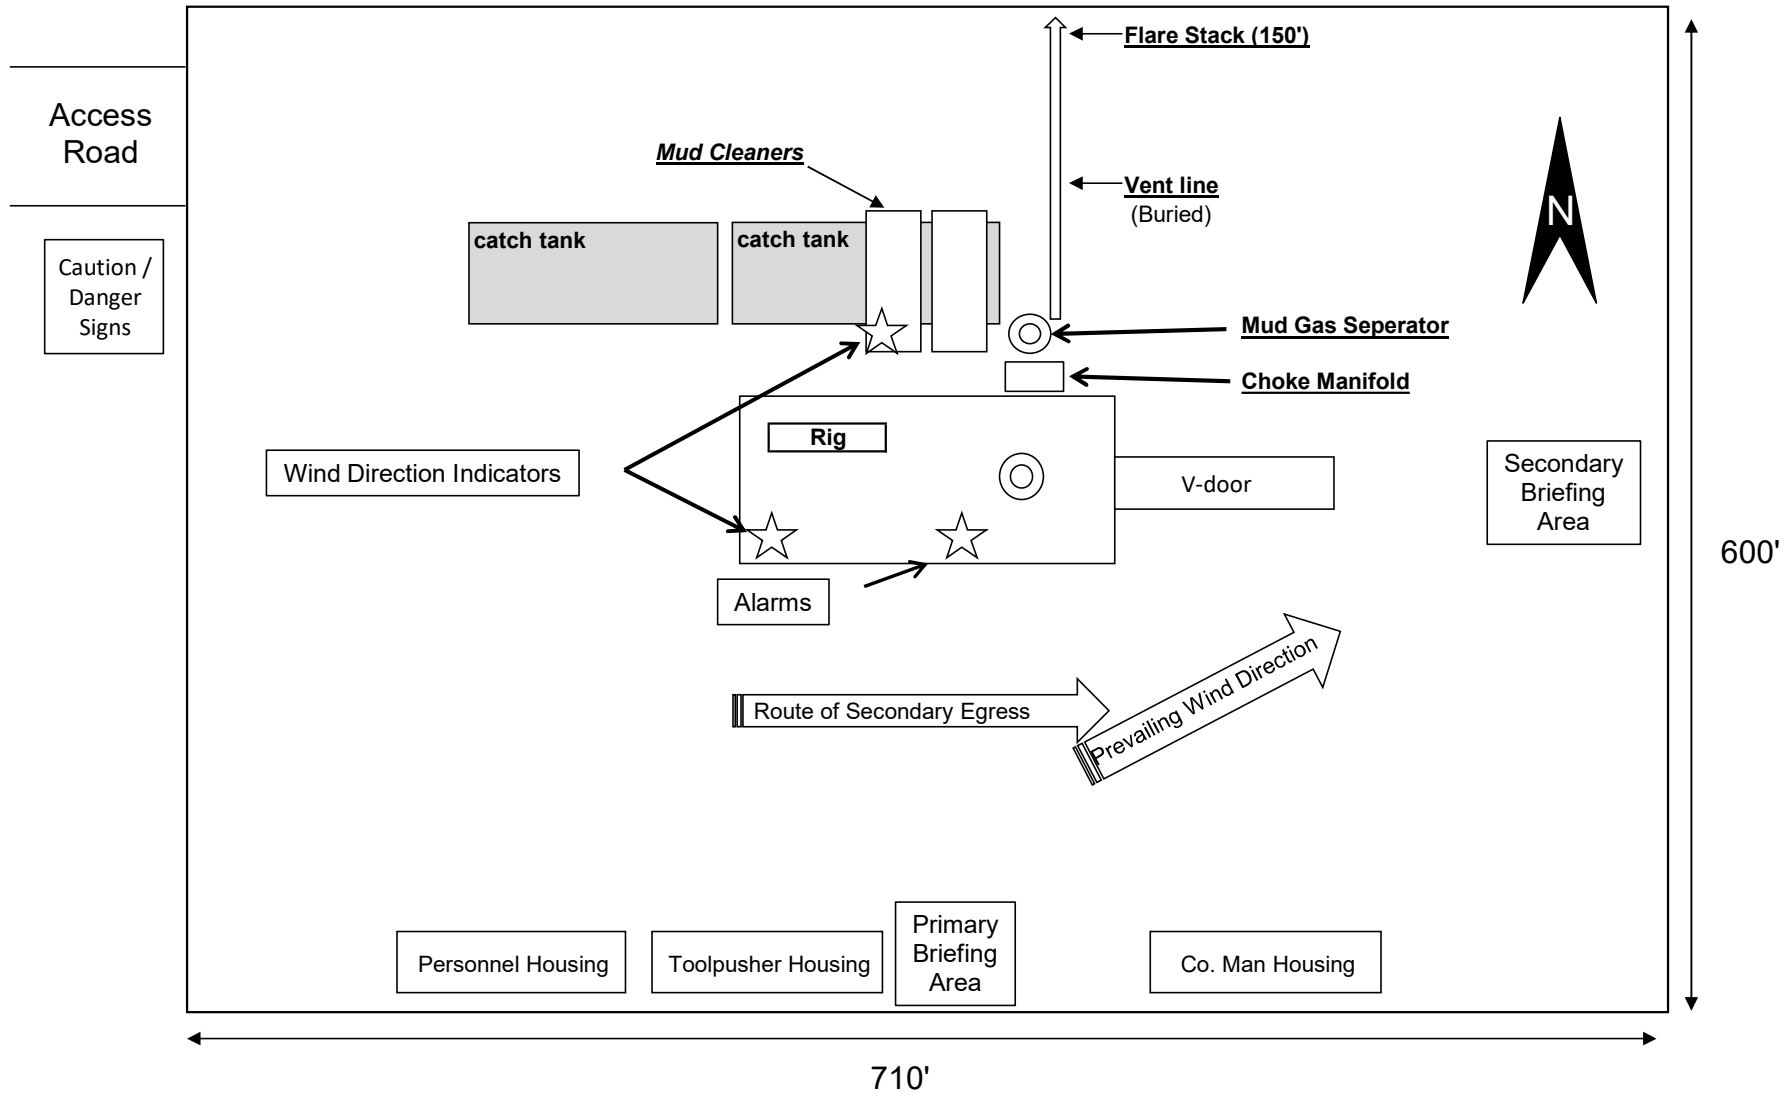 Flare Stack (150')
Access
Road
Mud Cleaners
Vent line
(Buried)
N
catch tank
catch tank
Caution /
Danger
Signs
Mud Gas Seperator
Choke Manifold
Rig
Wind Direction Indicators
V-door
Secondary
Briefing
Area
600'
Alarms
Route of Secondary Egress
Prevailing Wind Direction
Personnel Housing
Toolpusher Housing
Primary
Briefing
Area
Co. Man Housing
710'